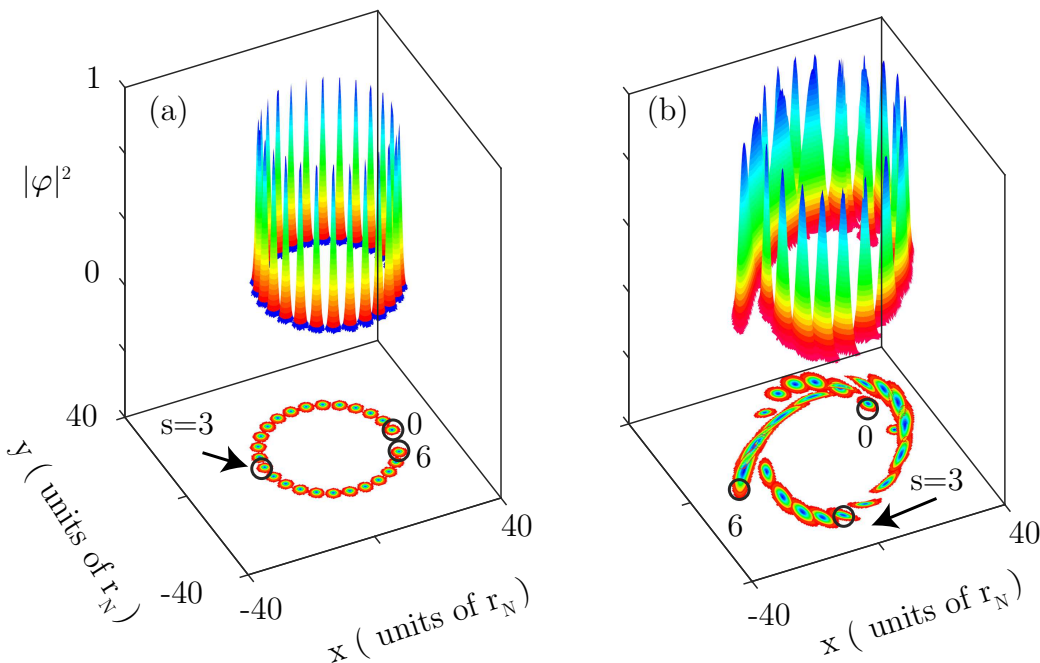 1
(a)
(b)
|φ|²
0
40
s=3
0
6
y ( units of r_N)
-40
-40
40
x ( units of r_N)
0
s=3
6
-40
40
x ( units of r_N)